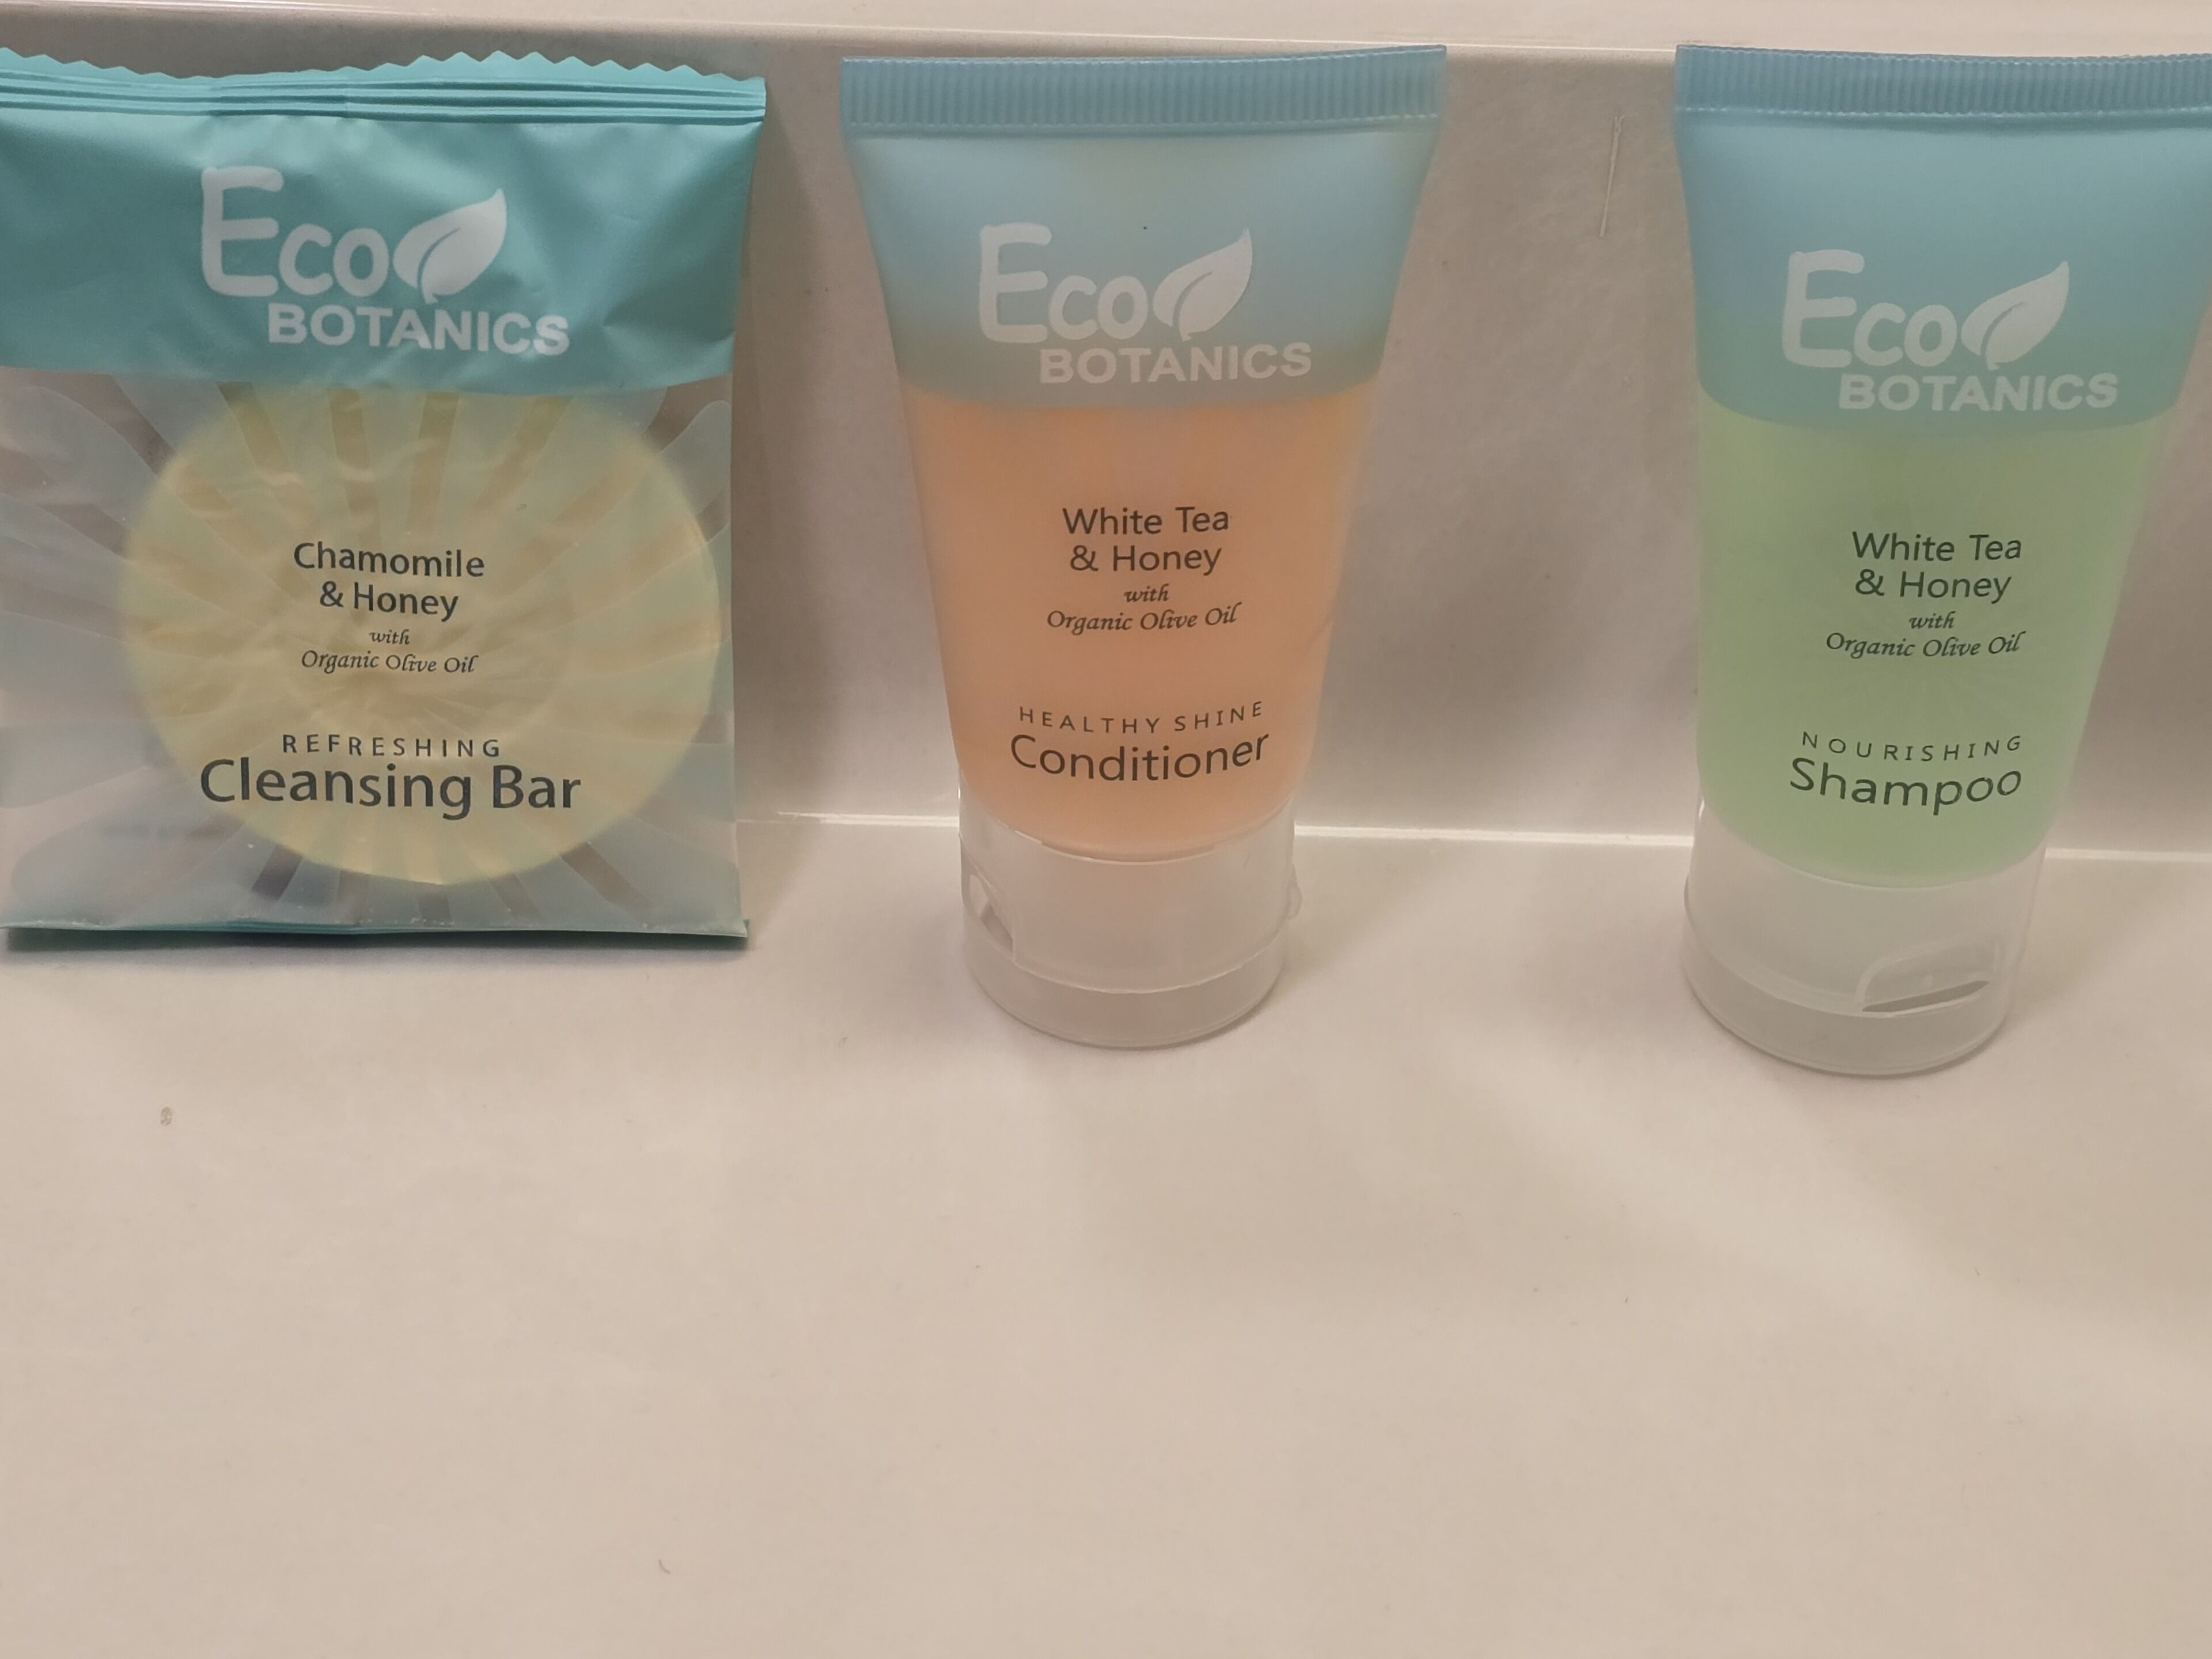 Eco
BOTANICS
Chamomile
& Honey
with
Organic Olive Oil
REFRESHING
Cleansing Bar
Eco
BOTANICS
White Tea
& Honey
with
Organic Olive Oil
HEALTHY SHINE
Conditioner
Eco
BOTANICS
White Tea
& Honey
with
Organic Olive Oil
NOURISHING
Shampoo